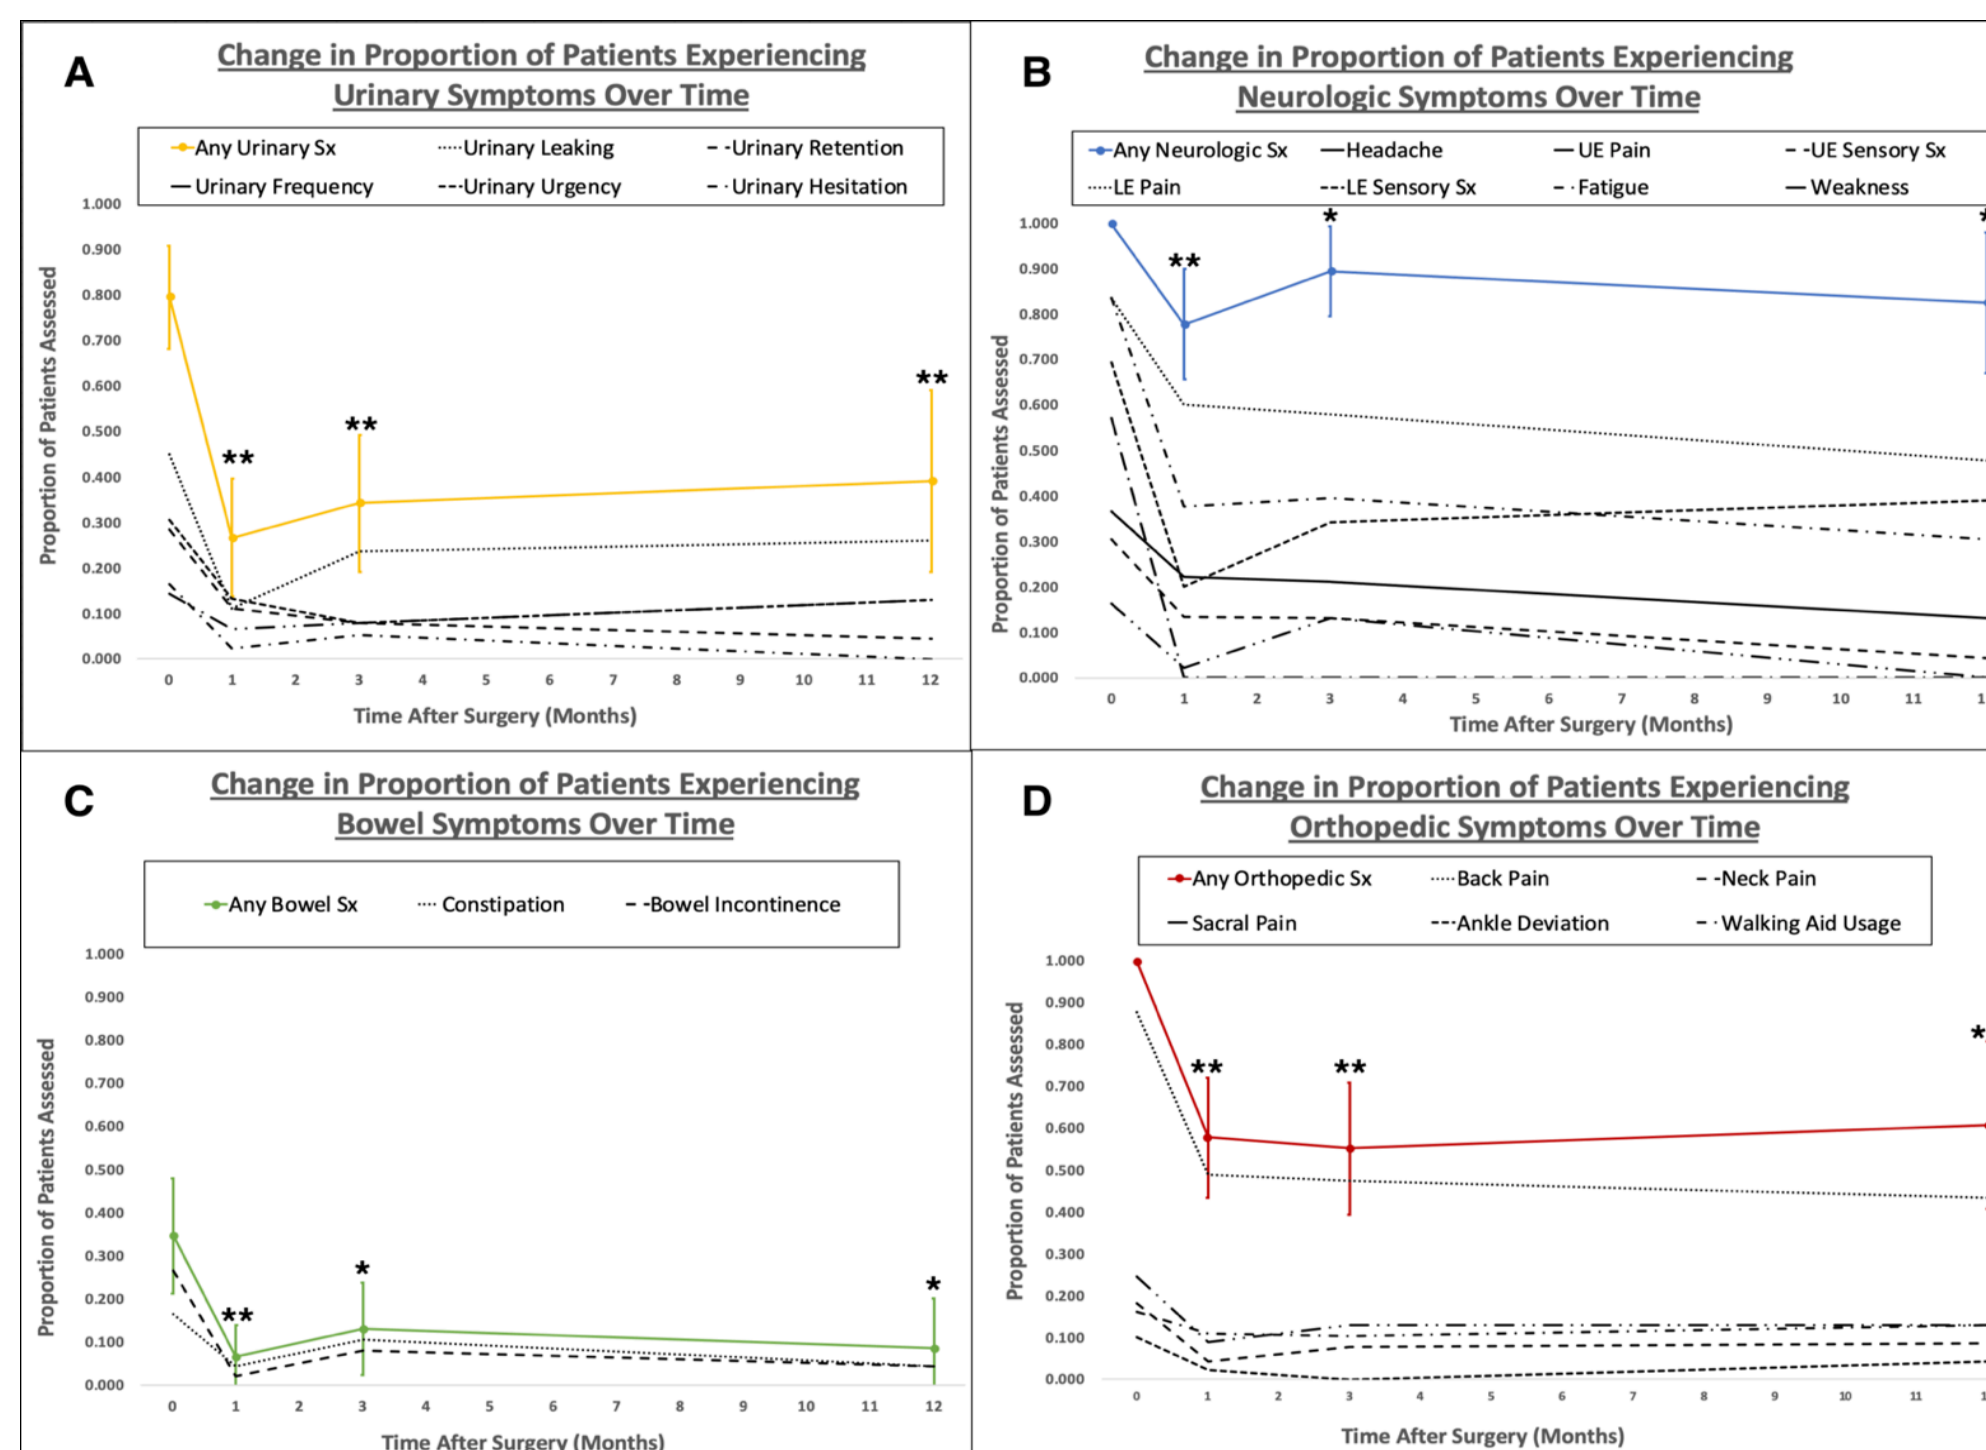 A
Change in Proportion of Patients Experiencing
Urinary Symptoms Over Time
Any Urinary Sx Urinary Leaking Urinary Retention
Urinary Frequency Urinary Urgency Urinary Hesitation
Proportion of Patients Assessed
1.000
0.900
0.800
0.700
0.600
0.500
0.400
0.300
0.200
0.100
0.000
** ** **
0 1 2 3 4 5 6 7 8 9 10 11 12
Time After Surgery (Months)
B
Change in Proportion of Patients Experiencing
Neurologic Symptoms Over Time
Any Neurologic Sx Headache UE Pain UE Sensory Sx
LE Pain LE Sensory Sx Fatigue Weakness
Proportion of Patients Assessed
1.000
0.900
0.800
0.700
0.600
0.500
0.400
0.300
0.200
0.100
0.000
** * *
0 1 2 3 4 5 6 7 8 9 10 11 1
Time After Surgery (Months)
C
Change in Proportion of Patients Experiencing
Bowel Symptoms Over Time
Any Bowel Sx Constipation Bowel Incontinence
Proportion of Patients Assessed
1.000
0.900
0.800
0.700
0.600
0.500
0.400
0.300
0.200
0.100
0.000
** * *
0 1 2 3 4 5 6 7 8 9 10 11 12
Time After Surgery (Months)
D
Change in Proportion of Patients Experiencing
Orthopedic Symptoms Over Time
Any Orthopedic Sx Back Pain Neck Pain
Sacral Pain Ankle Deviation Walking Aid Usage
Proportion of Patients Assessed
1.000
0.900
0.800
0.700
0.600
0.500
0.400
0.300
0.200
0.100
0.000
** ** *
0 1 2 3 4 5 6 7 8 9 10 11 1
Time After Surgery (Months)